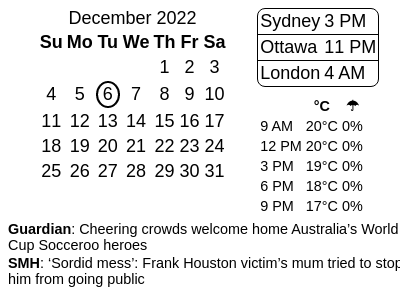 December 2022
Su Mo Tu We Th Fr Sa
1 2 3
4 5 6 7 8 9 10
11 12 13 14 15 16 17
18 19 20 21 22 23 24
25 26 27 28 29 30 31
Sydney 3 PM
Ottawa 11 PM
London 4 AM
°C ☂
9 AM 20°C 0%
12 PM 20°C 0%
3 PM 19°C 0%
6 PM 18°C 0%
9 PM 17°C 0%
Guardian: Cheering crowds welcome home Australia’s World
Cup Socceroo heroes
SMH: ‘Sordid mess’: Frank Houston victim’s mum tried to stop
him from going public